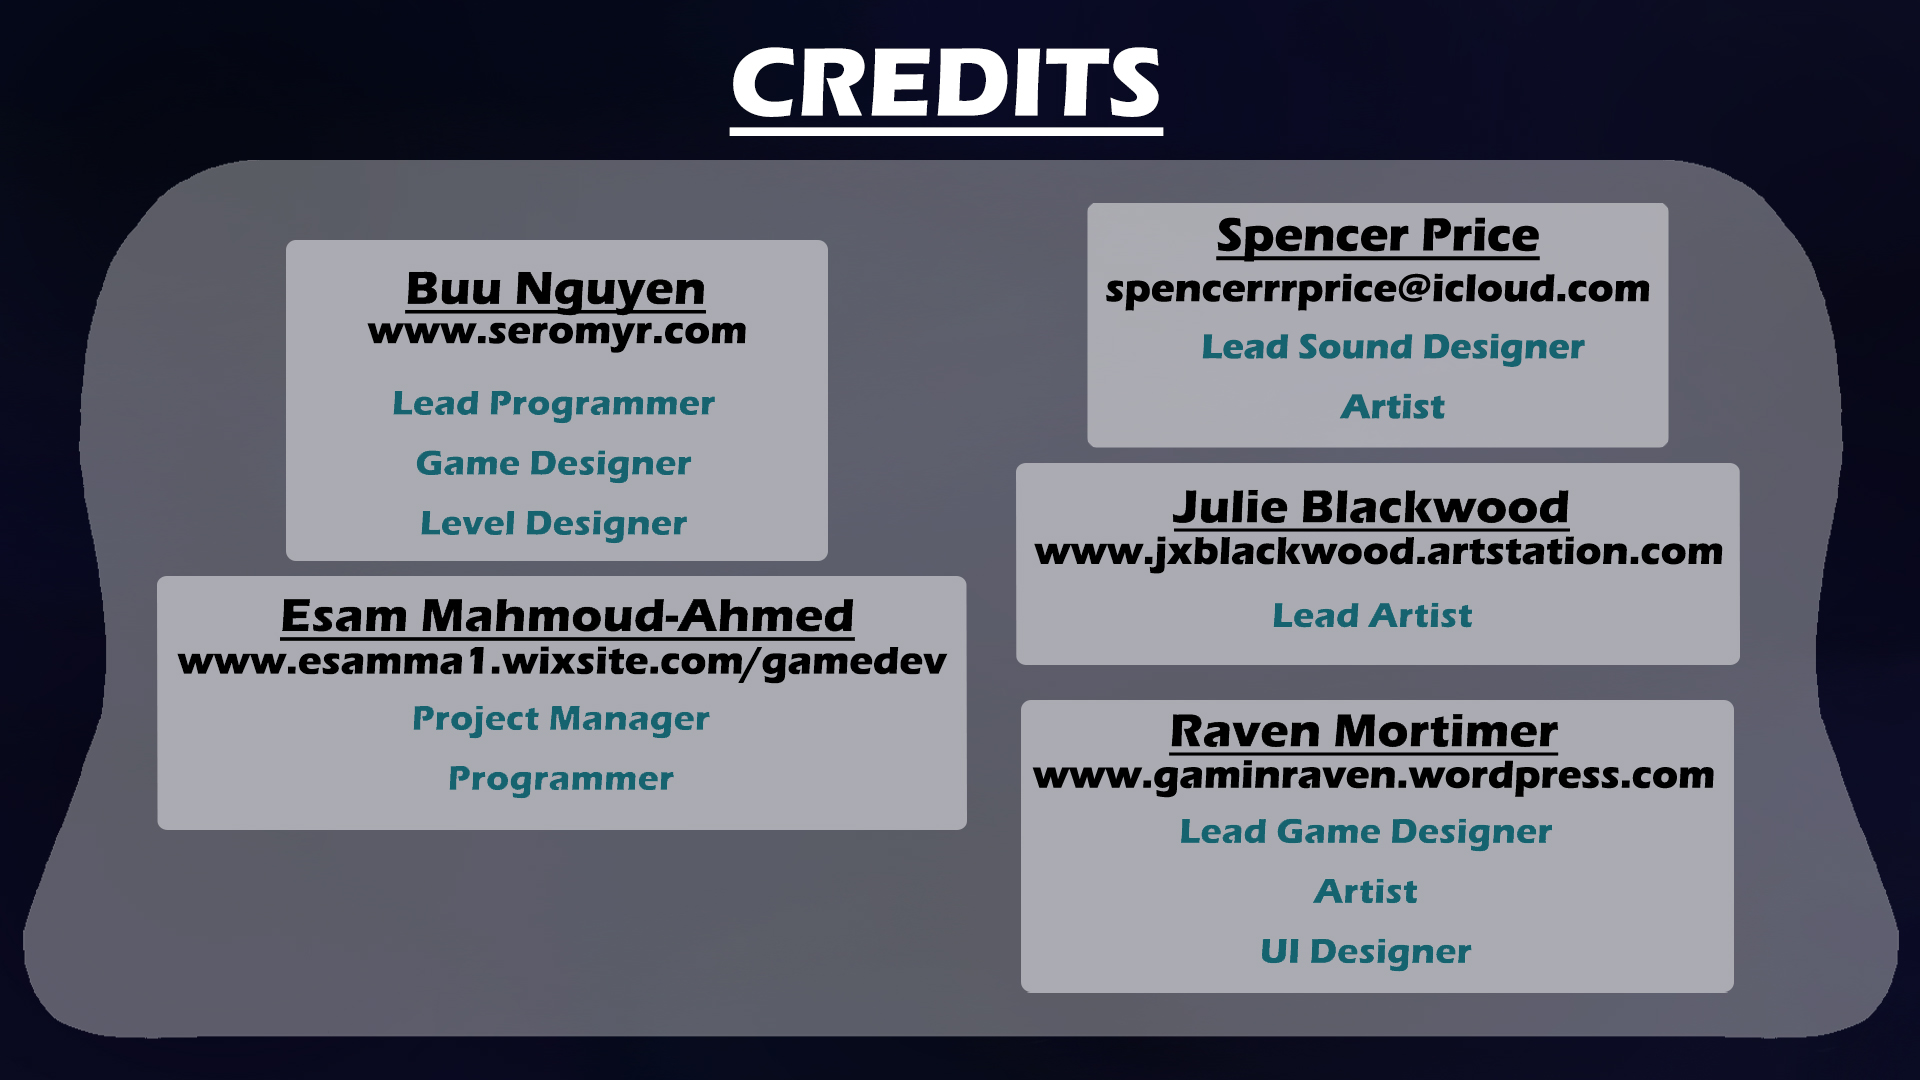 CREDITS
Buu Nguyen
www.seromyr.com
Lead Programmer
Game Designer
Level Designer
Esam Mahmoud-Ahmed
www.esamma1.wixsite.com/gamedev
Project Manager
Programmer
Spencer Price
spencerrrprice@icloud.com
Lead Sound Designer
Artist
Julie Blackwood
www.jxblackwood.artstation.com
Lead Artist
Raven Mortimer
www.gaminraven.wordpress.com
Lead Game Designer
Artist
UI Designer